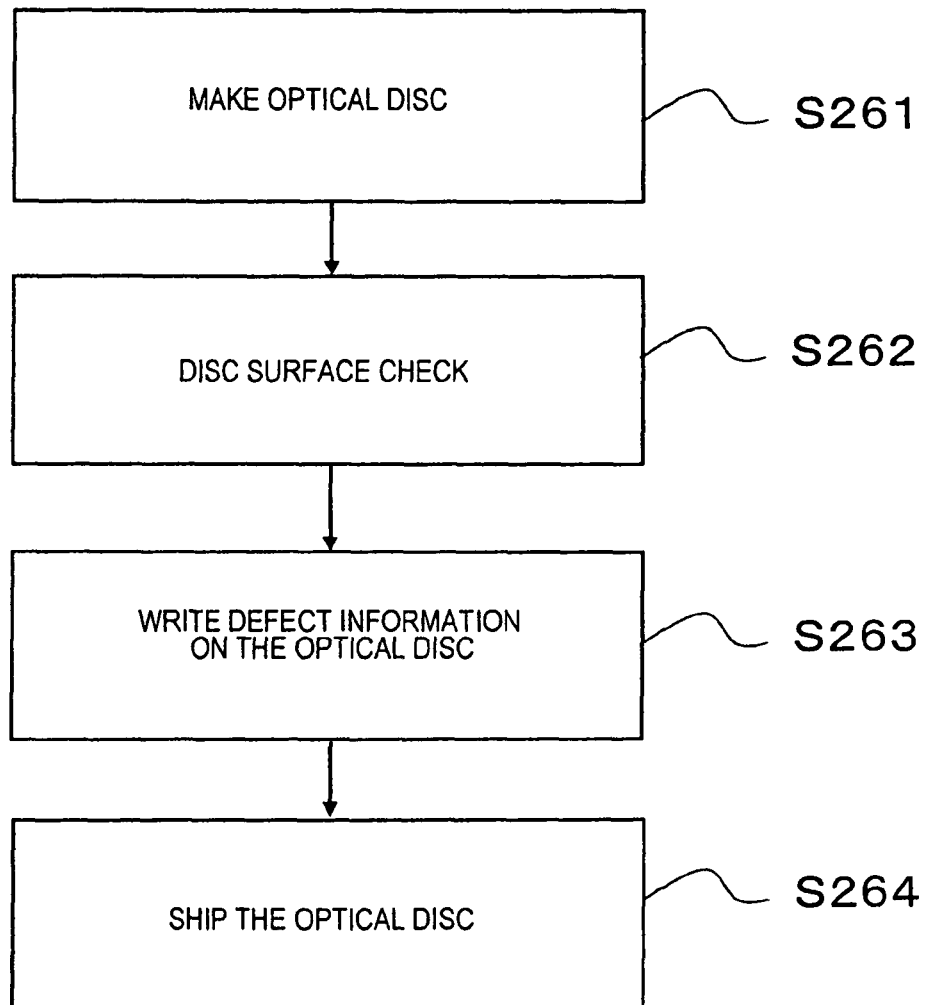 MAKE OPTICAL DISC
S261
DISC SURFACE CHECK
S262
WRITE DEFECT INFORMATION
ON THE OPTICAL DISC
S263
SHIP THE OPTICAL DISC
S264